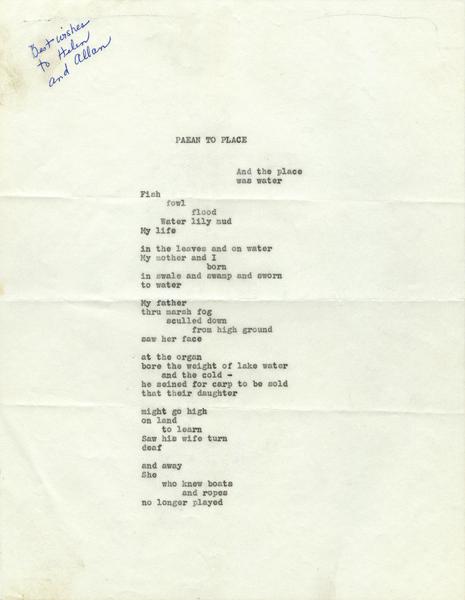 Best wishes
to Helen
and Allan
PAEAN TO PLACE
And the place
was water
Fish
fowl
flood
Water lily mud
My life
in the leaves and on water
My mother and I
born
in swale and swamp and sworn
to water
My father
thru marsh fog
sculled down
from high ground
saw her face
at the organ
bore the weight of lake water
and the cold -
he seined for carp to be sold
that their daughter
might go high
on land
to learn
Saw his wife turn
deaf
and away
She
who knew boats
and ropes
no longer played